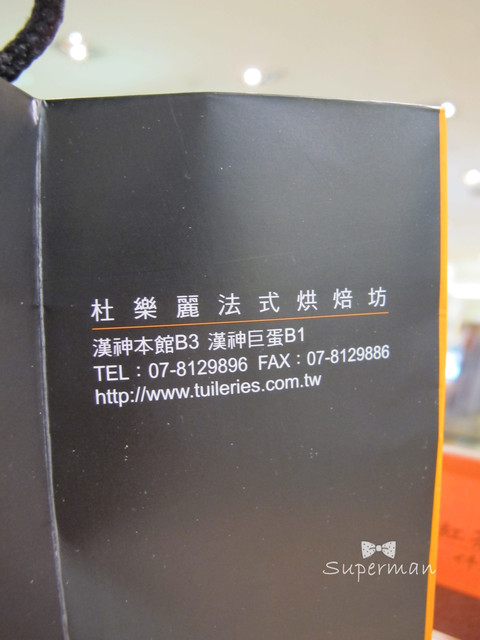 杜樂麗法式烘焙坊
漢神本館B3 漢神巨蛋B1
TEL：07-8129896 FAX：07-8129886
http://www.tuileries.com.tw
Superman